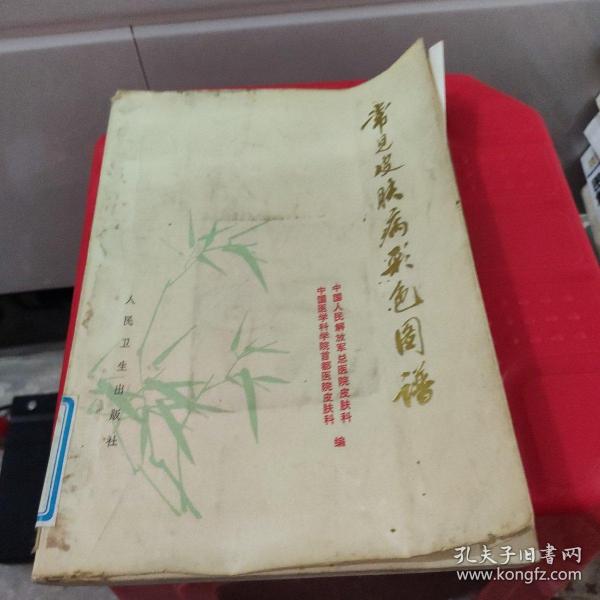 常见皮肤病形色图谱
中国人民解放军总医院皮肤科
中国医学科学院首都医院皮肤科
编
人民卫生出版社
孔夫子旧书网
www.kongfz.com